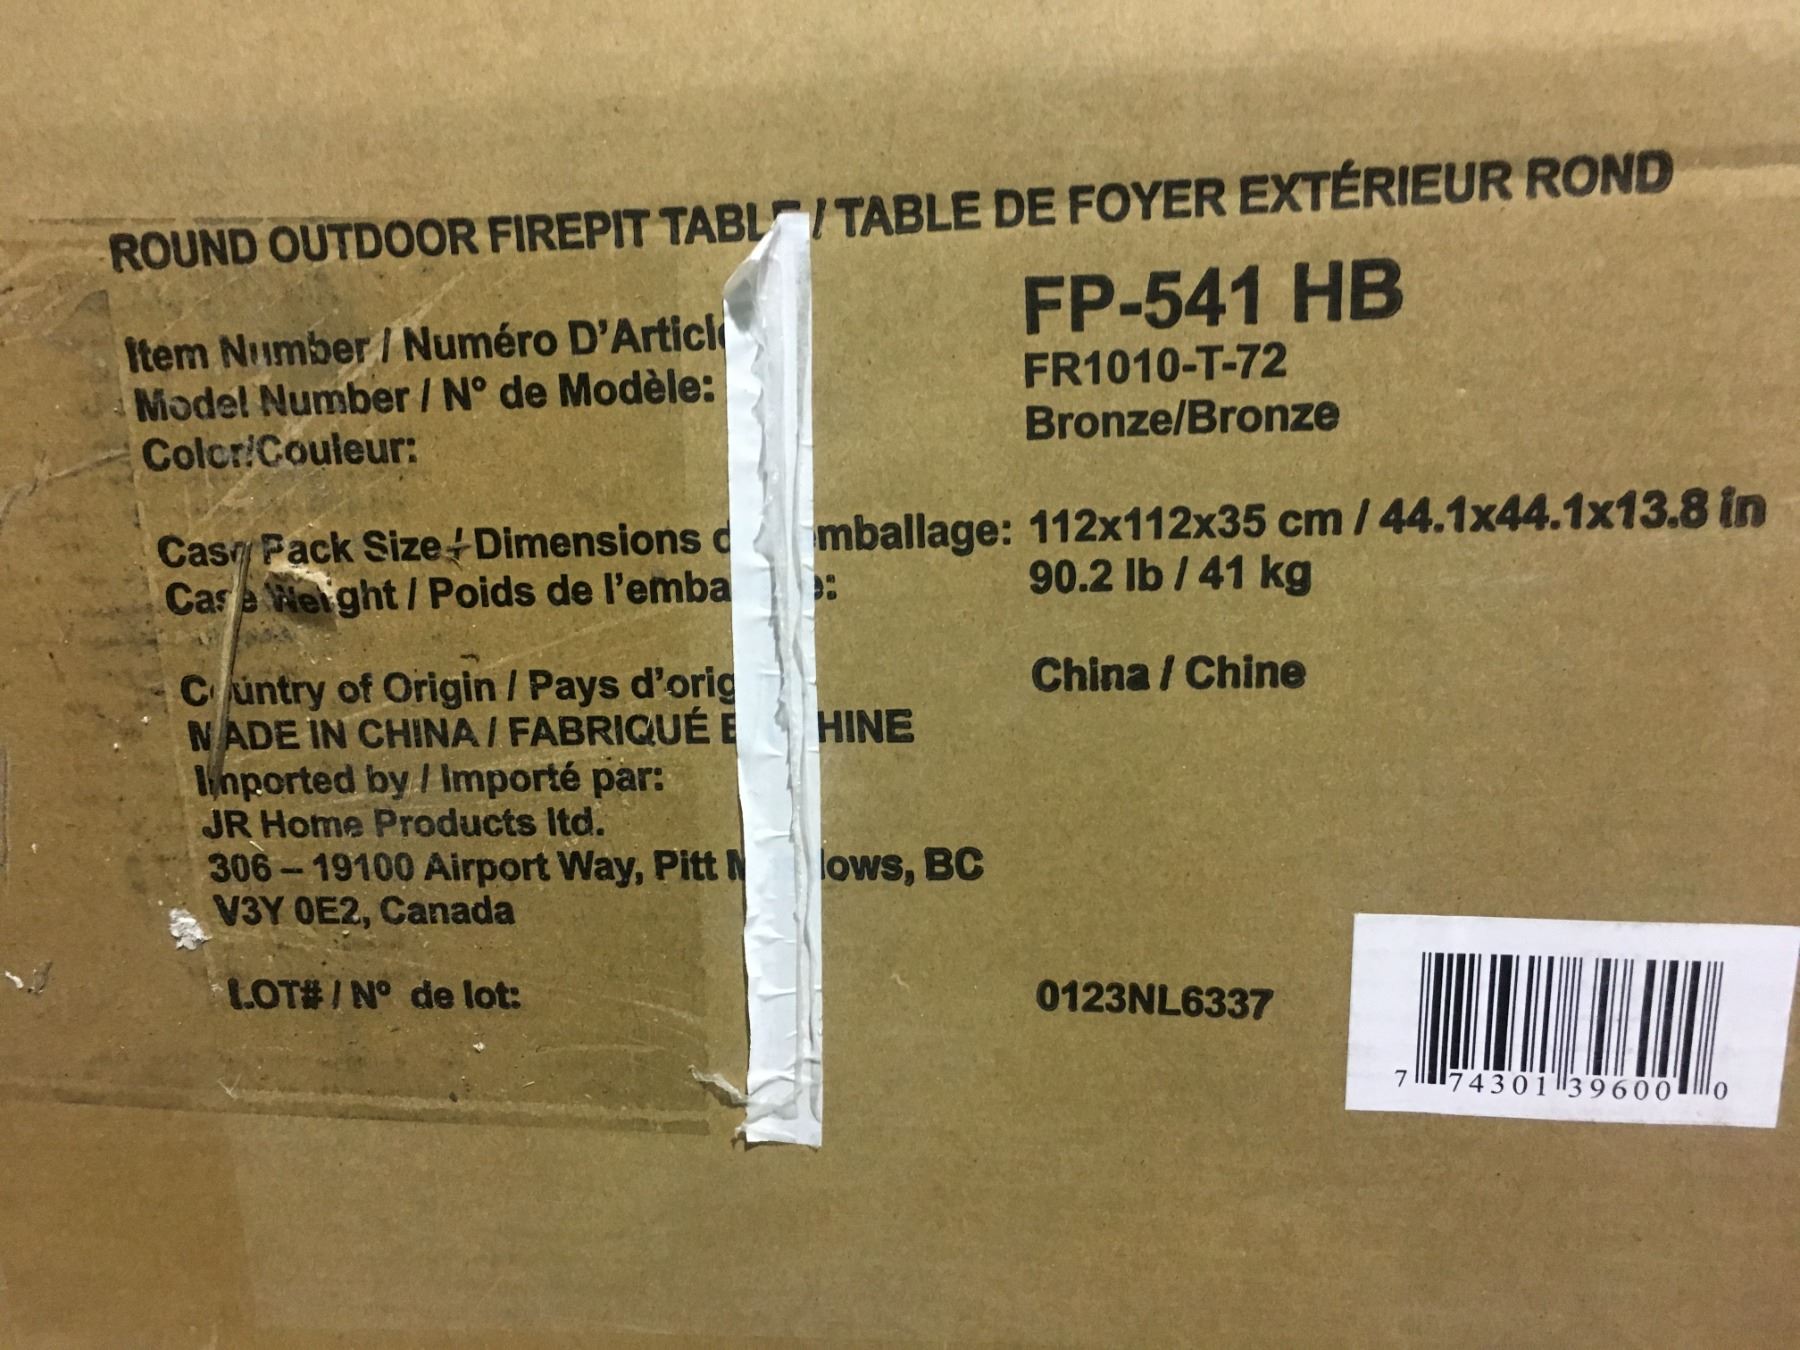 ROUND OUTDOOR FIREPIT TABLE / TABLE DE FOYER EXTÉRIEUR ROND
Item Number / Numéro D'Article FP-541 HB
Model Number / N° de Modèle: FR1010-T-72
Color/Couleur: Bronze/Bronze
Case Pack Size / Dimensions emballage: 112x112x35 cm / 44.1x44.1x13.8 in
Case Weight / Poids de l'emba e: 90.2 lb / 41 kg
Country of Origin / Pays d'orig China / Chine
MADE IN CHINA / FABRIQUÉ E HINE
Imported by / Importé par:
JR Home Products ltd.
306 – 19100 Airport Way, Pitt M lows, BC
V3Y 0E2, Canada
LOT# / N° de lot: 0123NL6337
7 74301 39600 0